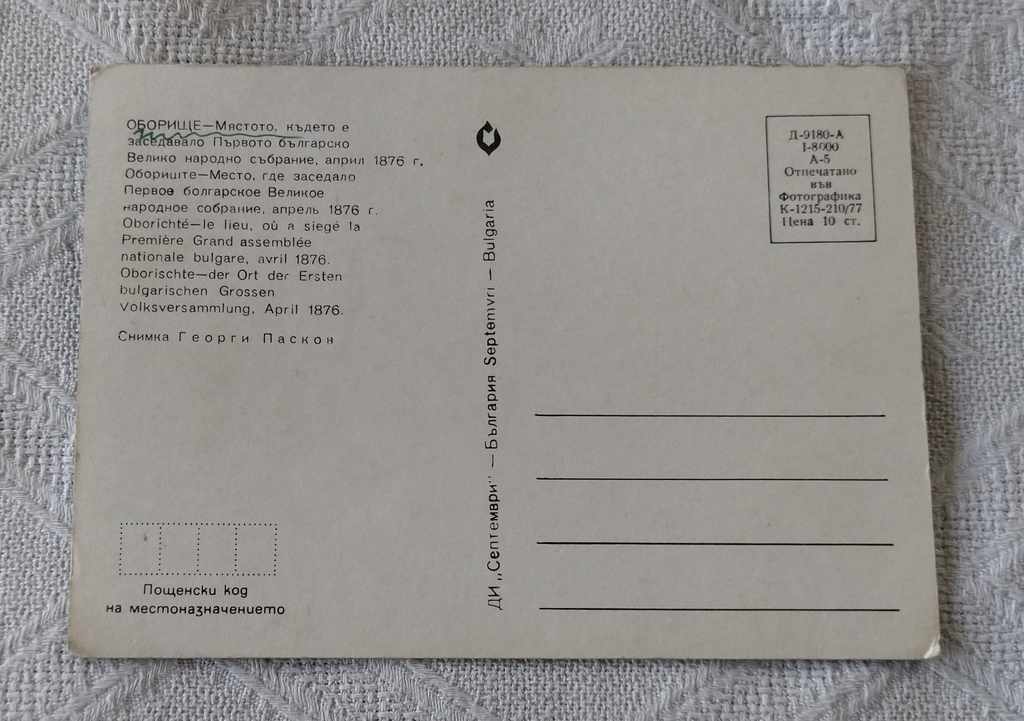 ОБОРИЩЕ—Мястото, където е
заседавало Първото българско
Велико народно събрание, април 1876 г.
Обориште—Место, где заседало
Первое болгарское Великое
народное собрание, апрель 1876 г.
Oborichté—le lieu, où a siegé la
Première Grand assemblée
nationale bulgare, avril 1876.
Oborischte—der Ort der Ersten
bulgarischen Grossen
Volksversammlung, April 1876.
Снимка Георги Паскон
Пощенски код
на местоназначението
ДИ „Септември" — България Septemvri — Bulgaria
Д-9180-А
I-8000
А-5
Отпечатано
във
Фотографика
К-1215-210/77
Цена 10 ст.